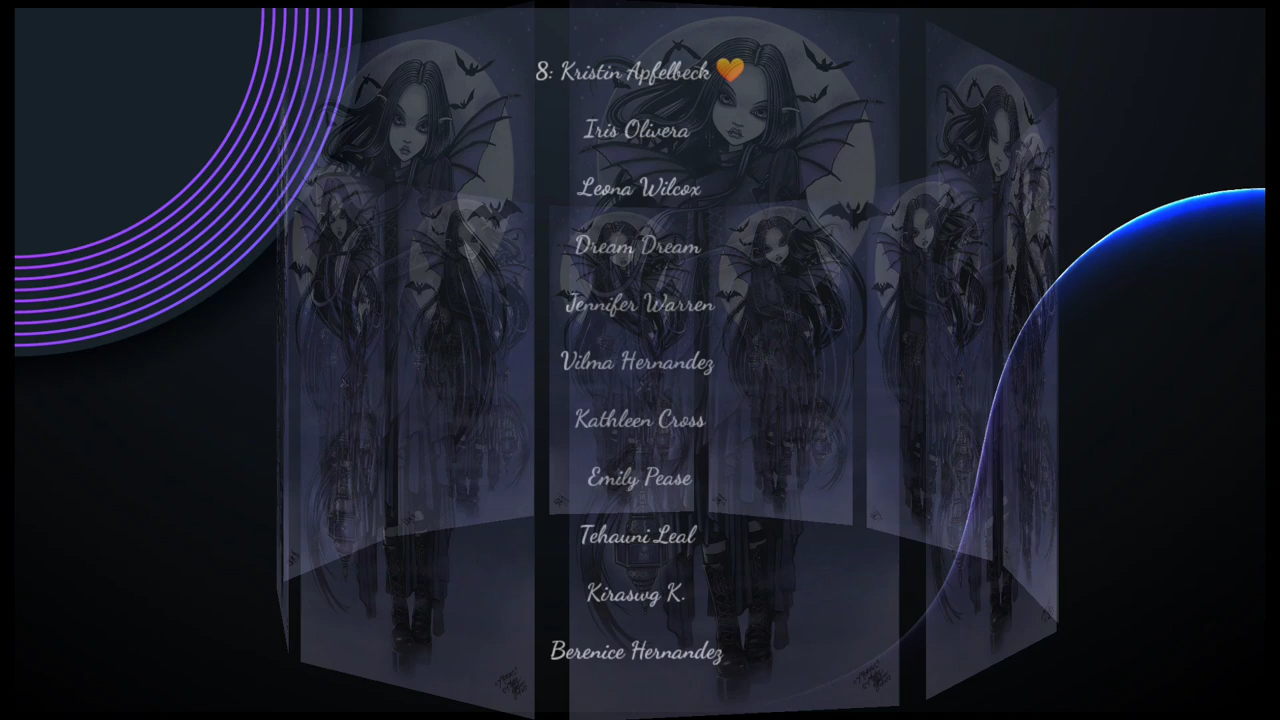 8: Kristin Apfelbeck 🧡
Iris Olivera
Leona Wilcox
Dream Dream
Jennifer Warren
Vilma Hernandez
Kathleen Cross
Emily Pease
Tehauni Leal
Kiraswg K.
Berenice Hernandez